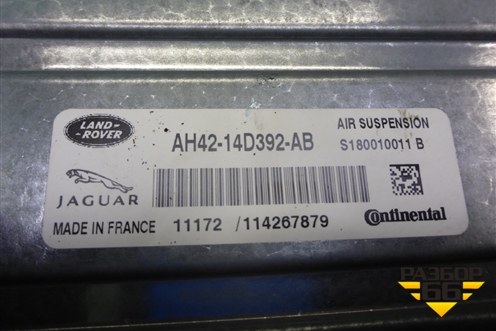 LAND-
ROVER
JAGUAR
AH42-14D392-AB
AIR SUSPENSION
S180010011 B
MADE IN FRANCE
11172 /114267879
Continental
РАЗБОР
66